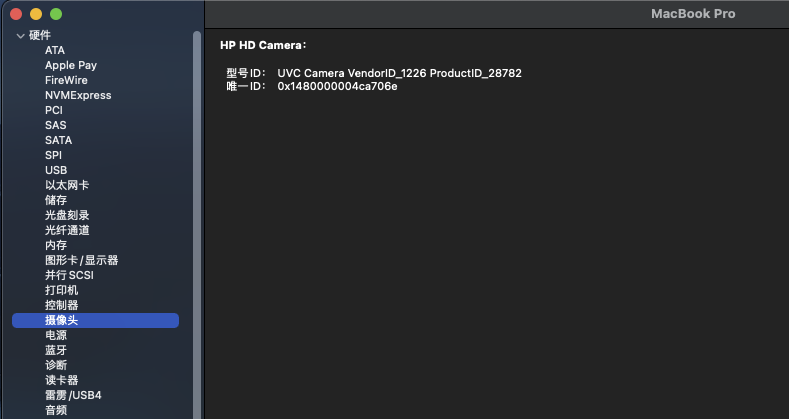 MacBook Pro
硬件
ATA
Apple Pay
FireWire
NVMExpress
PCI
SAS
SATA
SPI
USB
以太网卡
储存
光盘刻录
光纤通道
内存
图形卡/显示器
并行SCSI
打印机
控制器
摄像头
电源
蓝牙
诊断
读卡器
雷雳/USB4
音频
HP HD Camera：
型号ID： UVC Camera VendorID_1226 ProductID_28782
唯一ID： 0x1480000004ca706e